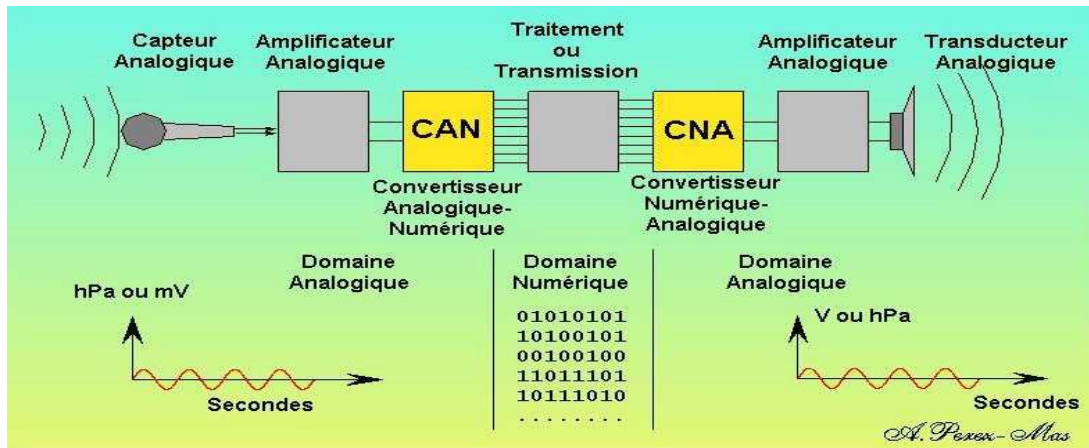 Capteur
Analogique
Amplificateur
Analogique
Traitement
ou
Transmission
Amplificateur
Analogique
Transducteur
Analogique
CAN
CNA
Convertisseur
Analogique-
Numérique
Convertisseur
Numérique-
Analogique
Domaine
Analogique
Domaine
Numérique
Domaine
Analogique
hPa ou mV
Secondes
01010101
10100101
00100100
11011101
10111010
. . . . . . . .
V ou hPa
Secondes
A. Perez-Mas